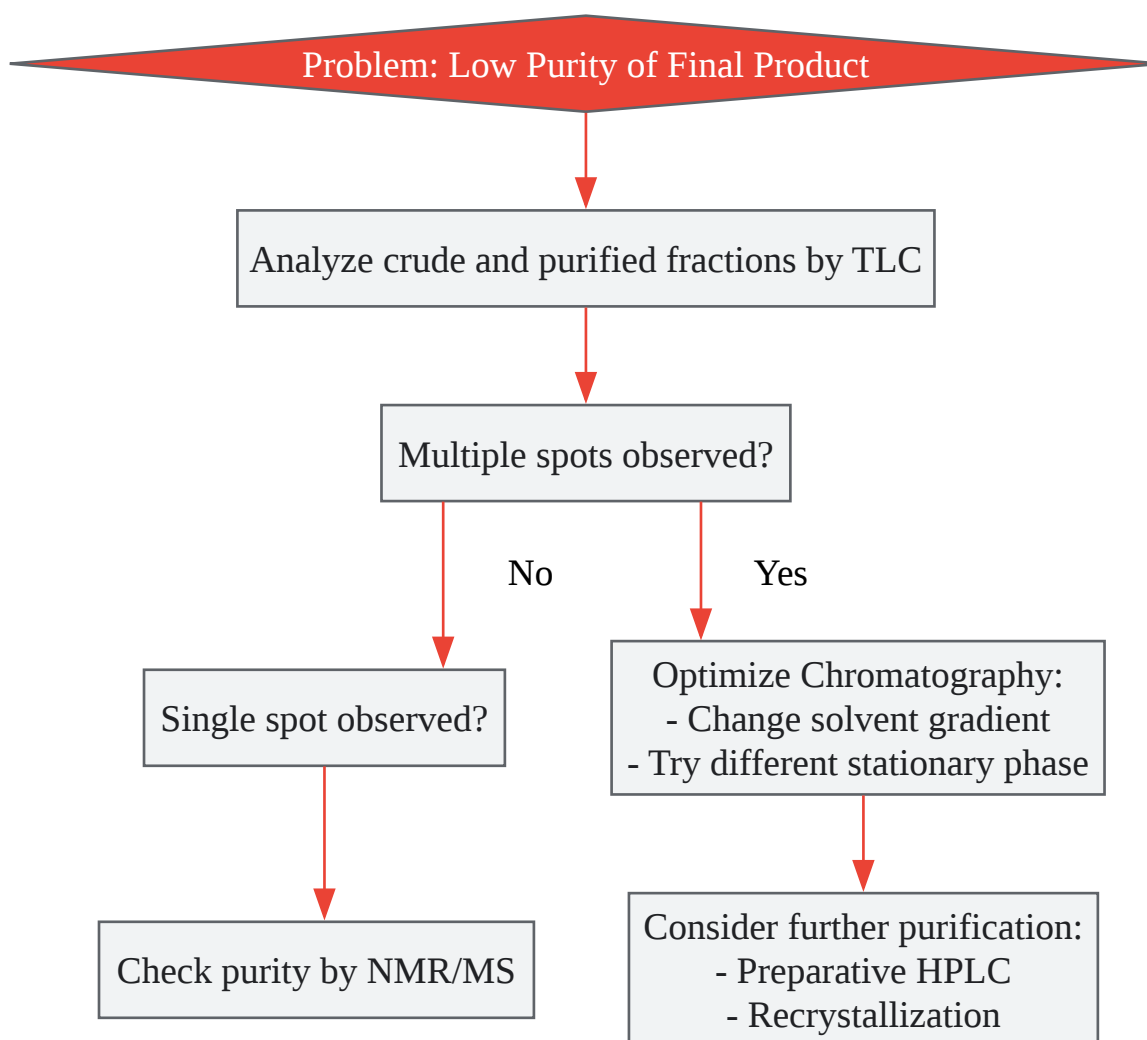 Problem: Low Purity of Final Product
Analyze crude and purified fractions by TLC
Multiple spots observed?
No
Yes
Single spot observed?
Optimize Chromatography:
- Change solvent gradient
- Try different stationary phase
Check purity by NMR/MS
Consider further purification:
- Preparative HPLC
- Recrystallization